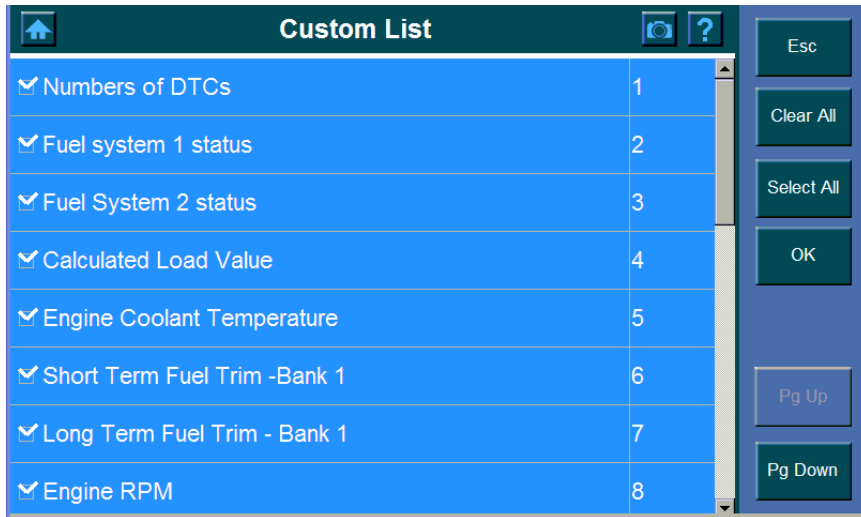 Custom List
?
Numbers of DTCs 1
Fuel system 1 status 2
Fuel System 2 status 3
Calculated Load Value 4
Engine Coolant Temperature 5
Short Term Fuel Trim -Bank 1 6
Long Term Fuel Trim - Bank 1 7
Engine RPM 8
Esc
Clear All
Select All
OK
Pg Up
Pg Down